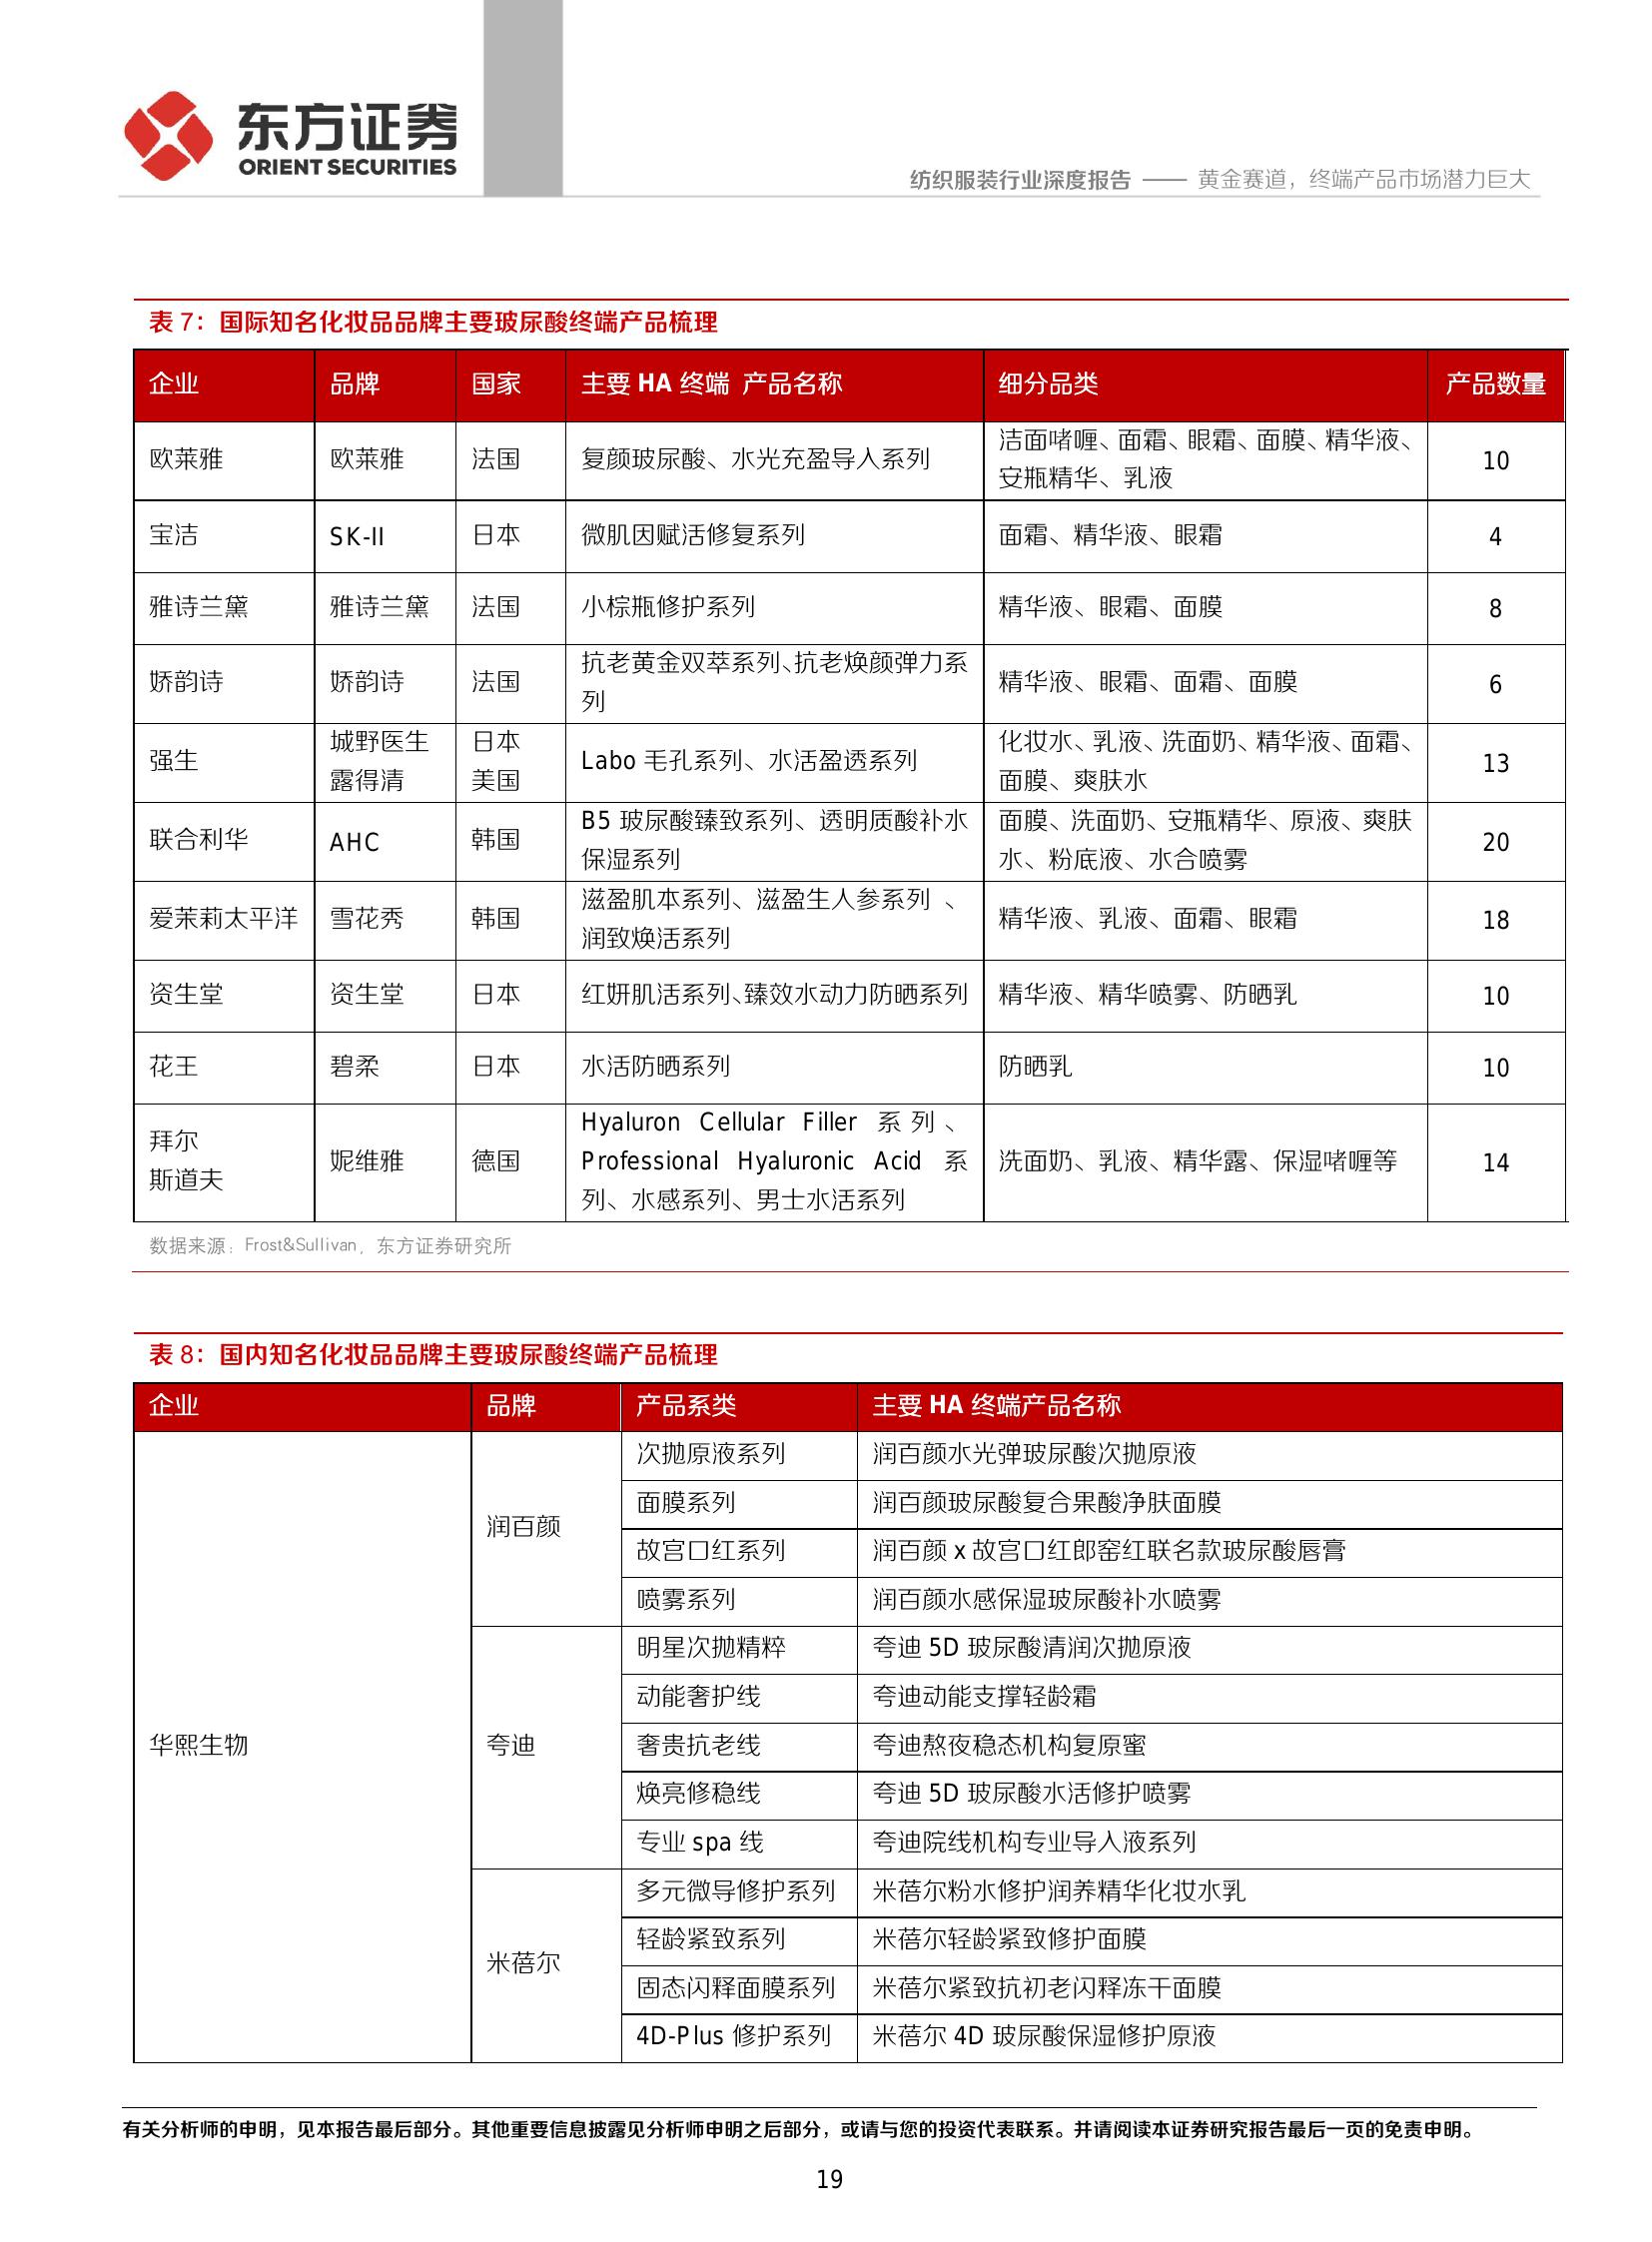 东方证券
ORIENT SECURITIES
纺织服装行业深度报告 —— 黄金赛道，终端产品市场潜力巨大
表 7：国际知名化妆品品牌主要玻尿酸终端产品梳理
企业 品牌 国家 主要 HA 终端 产品名称 细分品类 产品数量
欧莱雅 欧莱雅 法国 复颜玻尿酸、水光充盈导入系列 洁面啫喱、面霜、眼霜、面膜、精华液、
安瓶精华、乳液 10
宝洁 SK-II 日本 微肌因赋活修复系列 面霜、精华液、眼霜 4
雅诗兰黛 雅诗兰黛 法国 小棕瓶修护系列 精华液、眼霜、面膜 8
娇韵诗 娇韵诗 法国 抗老黄金双萃系列、抗老焕颜弹力系
列 精华液、眼霜、面霜、面膜 6
强生 城野医生
露得清 日本
美国 Labo 毛孔系列、水活盈透系列 化妆水、乳液、洗面奶、精华液、面霜、
面膜、爽肤水 13
联合利华 AHC 韩国 B5 玻尿酸臻致系列、透明质酸补水
保湿系列 面膜、洗面奶、安瓶精华、原液、爽肤
水、粉底液、水合喷雾 20
爱茉莉太平洋 雪花秀 韩国 滋盈肌本系列、滋盈生人参系列 、
润致焕活系列 精华液、乳液、面霜、眼霜 18
资生堂 资生堂 日本 红妍肌活系列、臻效水动力防晒系列 精华液、精华喷雾、防晒乳 10
花王 碧柔 日本 水活防晒系列 防晒乳 10
拜尔
斯道夫 妮维雅 德国 Hyaluron Cellular Filler 系列、
Professional Hyaluronic Acid 系
列、水感系列、男士水活系列 洗面奶、乳液、精华露、保湿啫喱等 14
数据来源：Frost&Sullivan，东方证券研究所
表 8：国内知名化妆品品牌主要玻尿酸终端产品梳理
企业 品牌 产品系类 主要 HA 终端产品名称
华熙生物 润百颜 次抛原液系列 润百颜水光弹玻尿酸次抛原液
面膜系列 润百颜玻尿酸复合果酸净肤面膜
故宫口红系列 润百颜 x 故宫口红郎窑红联名款玻尿酸唇膏
喷雾系列 润百颜水感保湿玻尿酸补水喷雾
夸迪 明星次抛精粹 夸迪 5D 玻尿酸清润次抛原液
动能奢护线 夸迪动能支撑轻龄霜
奢贵抗老线 夸迪熬夜稳态机构复原蜜
焕亮修稳线 夸迪 5D 玻尿酸水活修护喷雾
专业 spa 线 夸迪院线机构专业导入液系列
米蓓尔 多元微导修护系列 米蓓尔粉水修护润养精华化妆水乳
轻龄紧致系列 米蓓尔轻龄紧致修护面膜
固态闪释面膜系列 米蓓尔紧致抗初老闪释冻干面膜
4D-Plus 修护系列 米蓓尔 4D 玻尿酸保湿修护原液
有关分析师的申明，见本报告最后部分。其他重要信息披露见分析师申明之后部分，或请与您的投资代表联系。并请阅读本证券研究报告最后一页的免责申明。
19